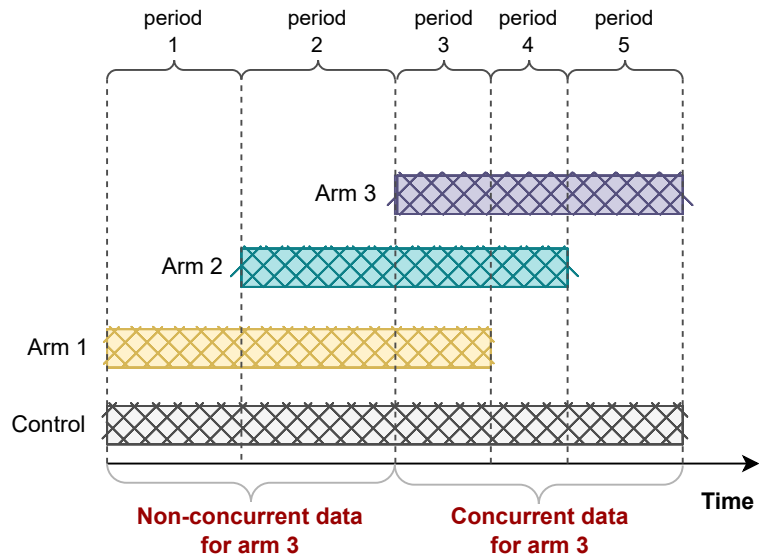 period period period period period
1 2 3 4 5
Arm 3
Arm 2
Arm 1
Control
Time
Non-concurrent data
for arm 3
Concurrent data
for arm 3